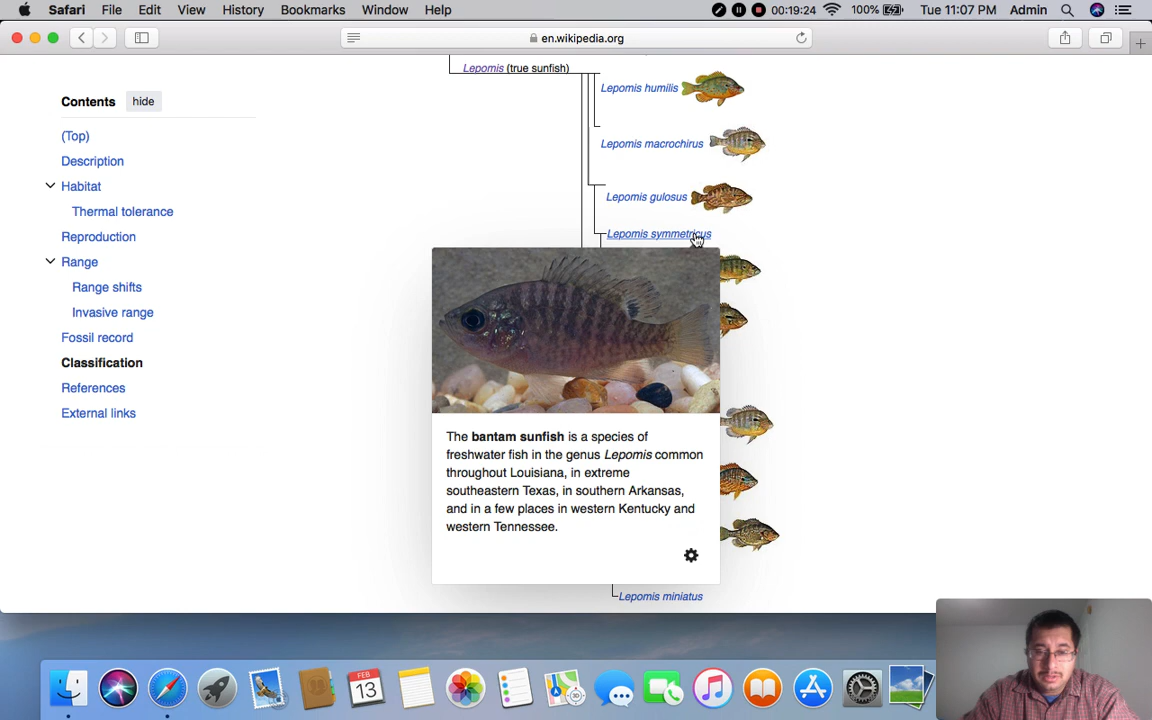 Safari File Edit View History Bookmarks Window Help 00:19:24 100% Tue 11:07 PM Admin
en.wikipedia.org
Lepomis (true sunfish)
Lepomis humilis
Contents hide
(Top)
Lepomis macrochirus
Description
Habitat
Lepomis gulosus
Thermal tolerance
Lepomis symmetricus
Reproduction
Range
Range shifts
Invasive range
Fossil record
Classification
References
External links
The bantam sunfish is a species of
freshwater fish in the genus Lepomis common
throughout Louisiana, in extreme
southeastern Texas, in southern Arkansas,
and in a few places in western Kentucky and
western Tennessee.
Lepomis miniatus
13